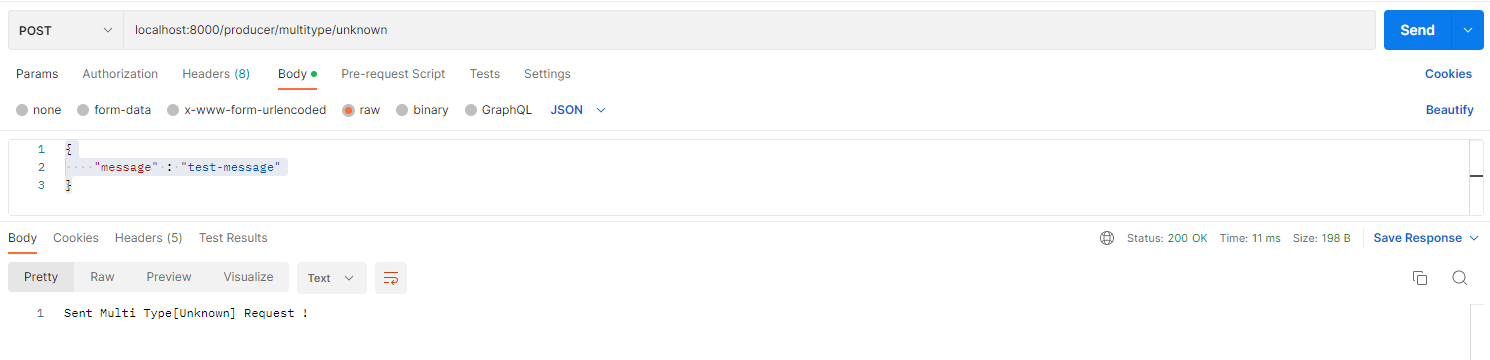 POST localhost:8000/producer/multitype/unknown Send
Params Authorization Headers (8) Body Pre-request Script Tests Settings Cookies
none form-data x-www-form-urlencoded raw binary GraphQL JSON Beautify
1 {
2 "message" : "test-message"
3 }
Body Cookies Headers (5) Test Results Status: 200 OK Time: 11 ms Size: 198 B Save Response
Pretty Raw Preview Visualize Text
1 Sent Multi Type[Unknown] Request !